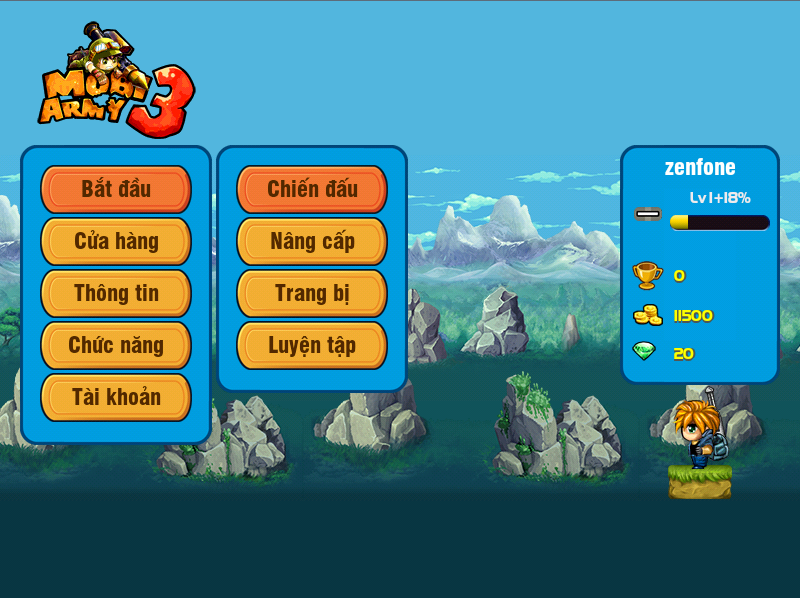 MOBI
ARMY 3
Bắt đầu
Cửa hàng
Thông tin
Chức năng
Tài khoản
Chiến đấu
Nâng cấp
Trang bị
Luyện tập
zenfone
Lv1+18%
0
11500
20